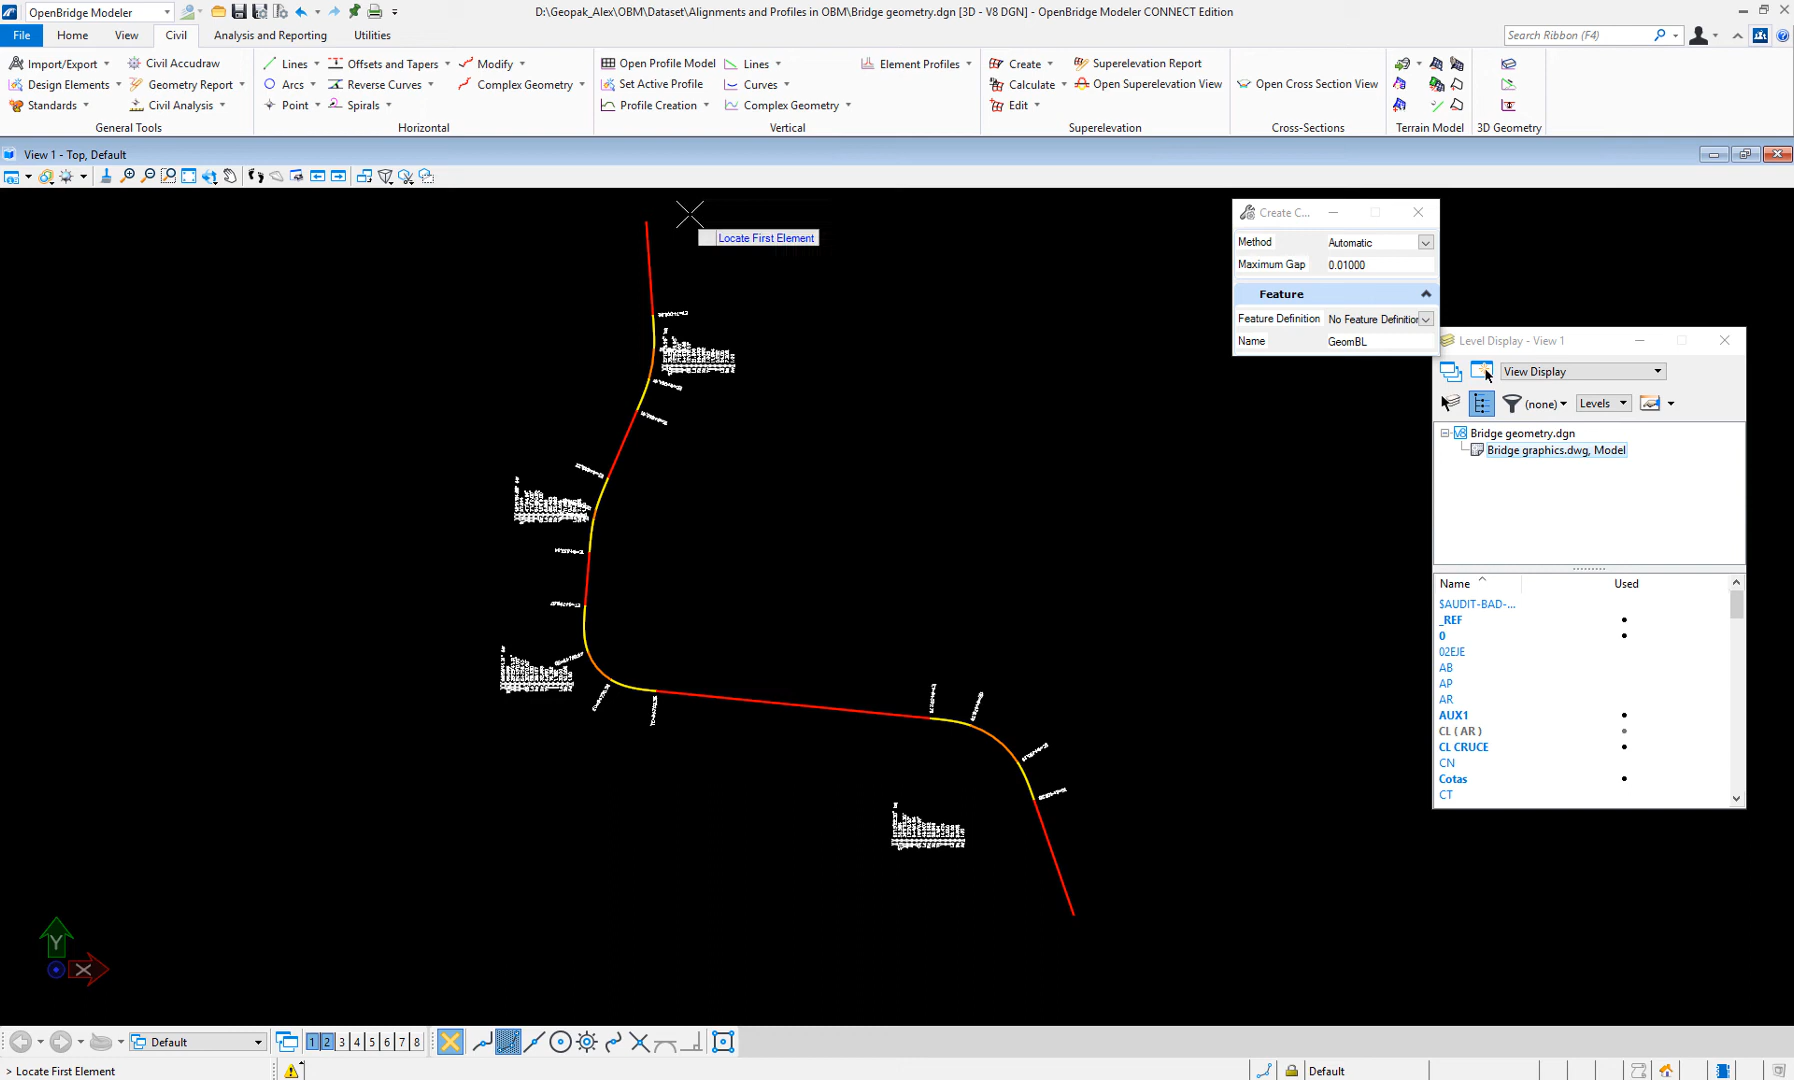 OpenBridge Modeler
D:\Geopak_Alex\OBM\Dataset\Alignments and Profiles in OBM\Bridge geometry.dgn [3D - V8 DGN] - OpenBridge Modeler CONNECT Edition
File Home View Civil Analysis and Reporting Utilities
Search Ribbon (F4)
Import/Export Civil Accudraw Lines Offsets and Tapers Modify Open Profile Model Lines Element Profiles Create Superelevation Report
Design Elements Geometry Report Arcs Reverse Curves Complex Geometry Set Active Profile Curves Calculate Open Superelevation View Open Cross Section View
Standards Civil Analysis Point Spirals Profile Creation Complex Geometry Edit
General Tools Horizontal Vertical Superelevation Cross-Sections Terrain Model 3D Geometry
View 1 - Top, Default
Locate First Element
Create C...
Method Automatic
Maximum Gap 0.01000
Feature
Feature Definition No Feature Definition
Name GeomBL
Level Display - View 1
View Display
(none) Levels
V8 Bridge geometry.dgn
Bridge graphics.dwg, Model
Name Used
$AUDIT-BAD-...
_REF
0
02EJE
AB
AP
AR
AUX1
CL ( AR )
CL CRUCE
CN
Cotas
CT
Y
X
Default 1 2 3 4 5 6 7 8
> Locate First Element
Default